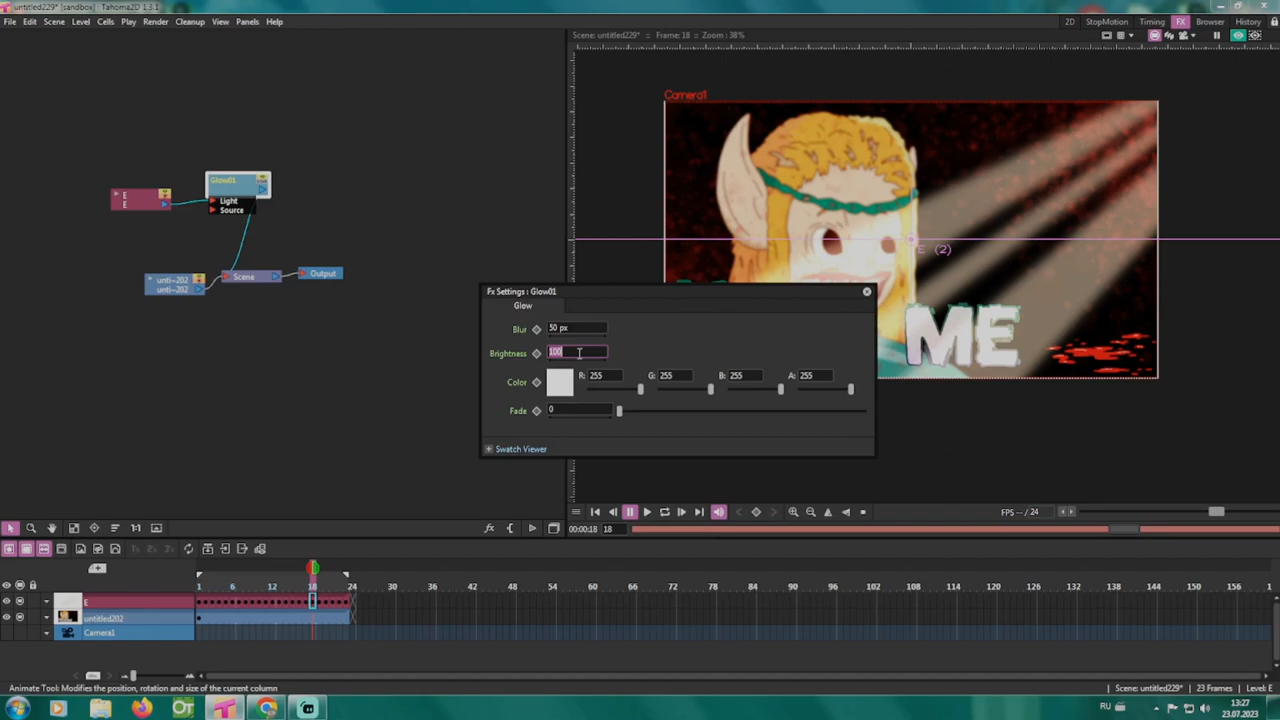 untitled229* [sandbox] : Tahoma2D 1.3.1
File Edit Scene Level Cells Play Render Cleanup View Panels Help
2D StopMotion Timing FX Browser History
Scene: untitled229* :: Frame: 18 :: Zoom : 38%
Camera1
Glow01
E
E
Light
Source
unti-202
unti-202
Scene
Output
E (2)
ME
Fx Settings : Glow01
Glow
Blur 50 px
Brightness 100
Color R: 255 G: 255 B: 255 A: 255
Fade 0
Swatch Viewer
1:1
fx
FPS -- / 24
00:00:18 18
1 6 12 18 24 30 36 42 48 54 60 66 72 78 84 90 96 102 108 114 120 126 132 138 144 150 156
E
untitled202
Camera1
Animate Tool: Modifies the position, rotation and size of the current column
Scene: untitled229* 23 Frames Level: E
RU
13:27
23.07.2023